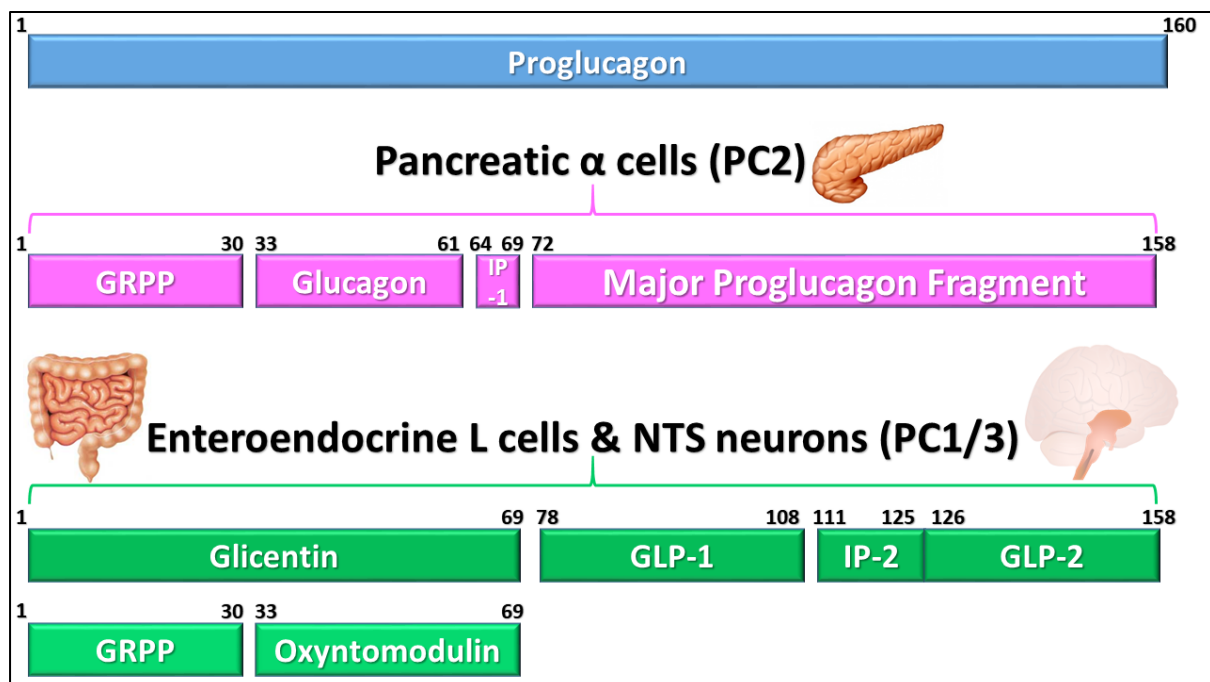 1 160
Proglucagon
Pancreatic α cells (PC2)
1 30 33 61 64 69 72 158
GRPP Glucagon IP-1 Major Proglucagon Fragment
Enteroendocrine L cells & NTS neurons (PC1/3)
1 69 78 108 111 125 126 158
Glicentin GLP-1 IP-2 GLP-2
1 30 33 69
GRPP Oxyntomodulin